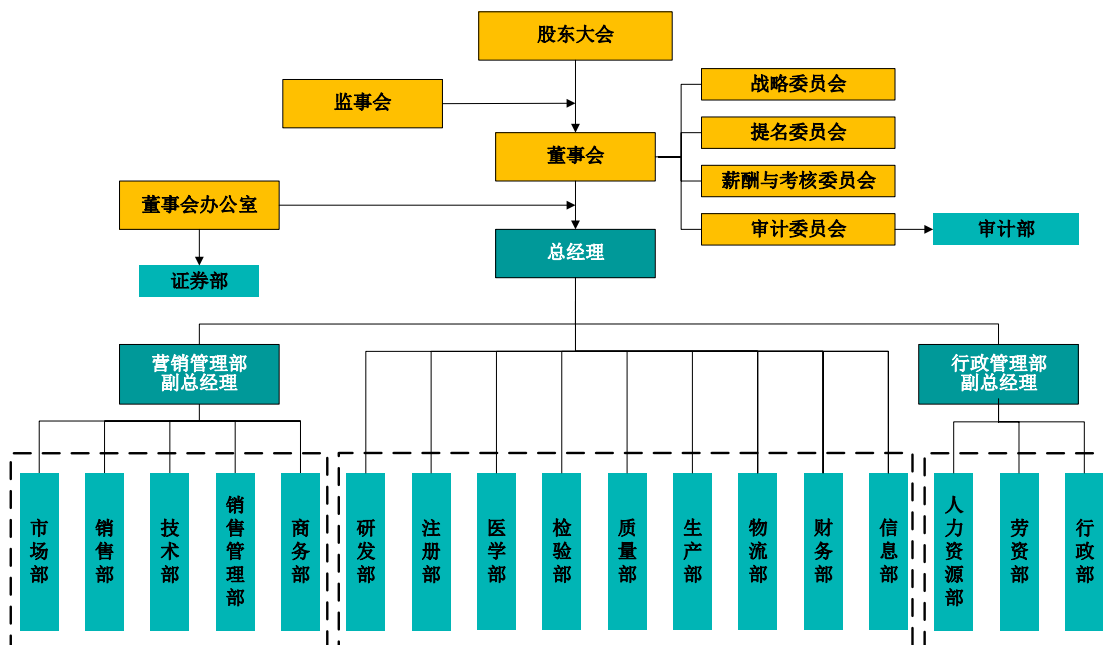 股东大会
监事会
战略委员会
提名委员会
董事会
薪酬与考核委员会
董事会办公室
审计委员会
审计部
总经理
证券部
营销管理部
副总经理
行政管理部
副总经理
市场部
销售部
技术部
销售管理部
商务部
研发部
注册部
医学部
检验部
质量部
生产部
物流部
财务部
信息部
人力资源部
劳资部
行政部